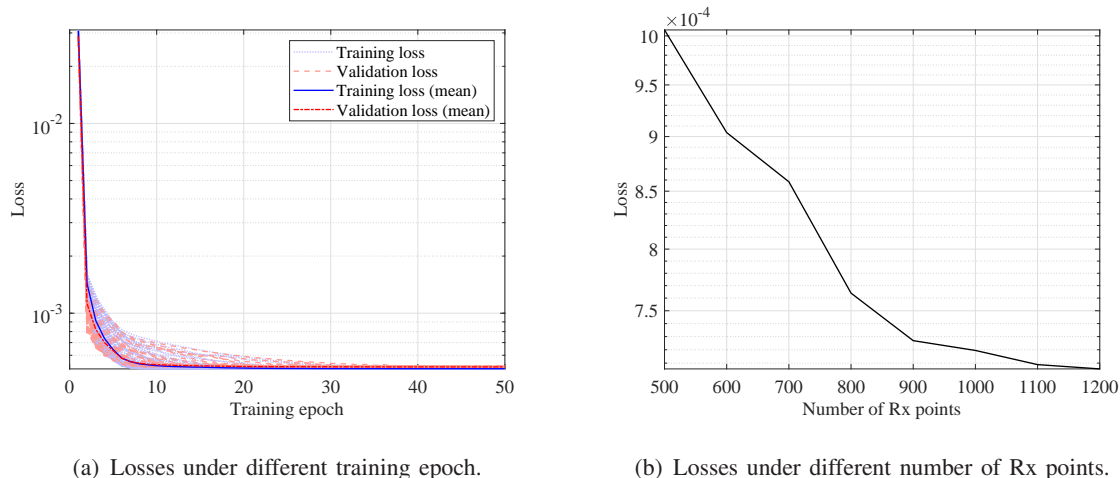 Training loss
Validation loss
Training loss (mean)
Validation loss (mean)
10^-2
10^-3
Loss
0 10 20 30 40 50
Training epoch
(a) Losses under different training epoch.
×10^-4
10
9.5
9
8.5
8
7.5
Loss
500 600 700 800 900 1000 1100 1200
Number of Rx points
(b) Losses under different number of Rx points.